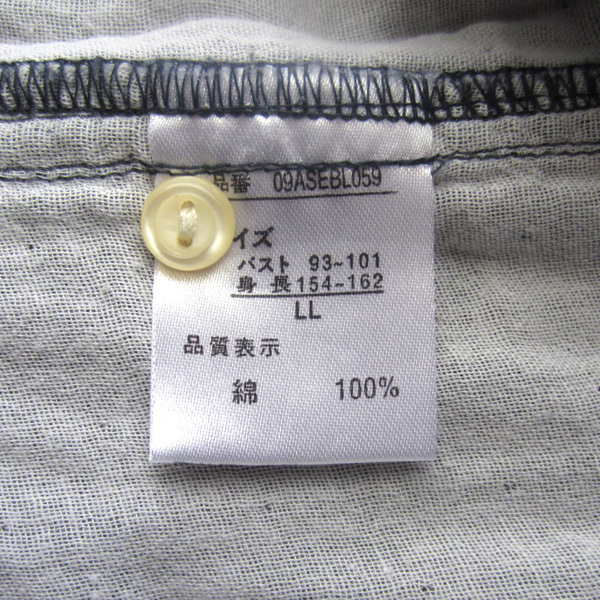 品番 09ASEBL059
イズ
バスト 93~101
身長 154~162
LL
品質表示
綿 100%